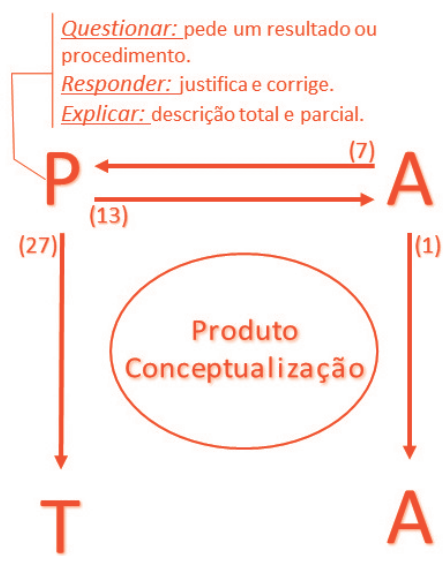 Questionar: pede um resultado ou
procedimento.
Responder: justifica e corrige.
Explicar: descrição total e parcial.
(7)
P A
(13)
(27) (1)
Produto
Conceptualização
T A